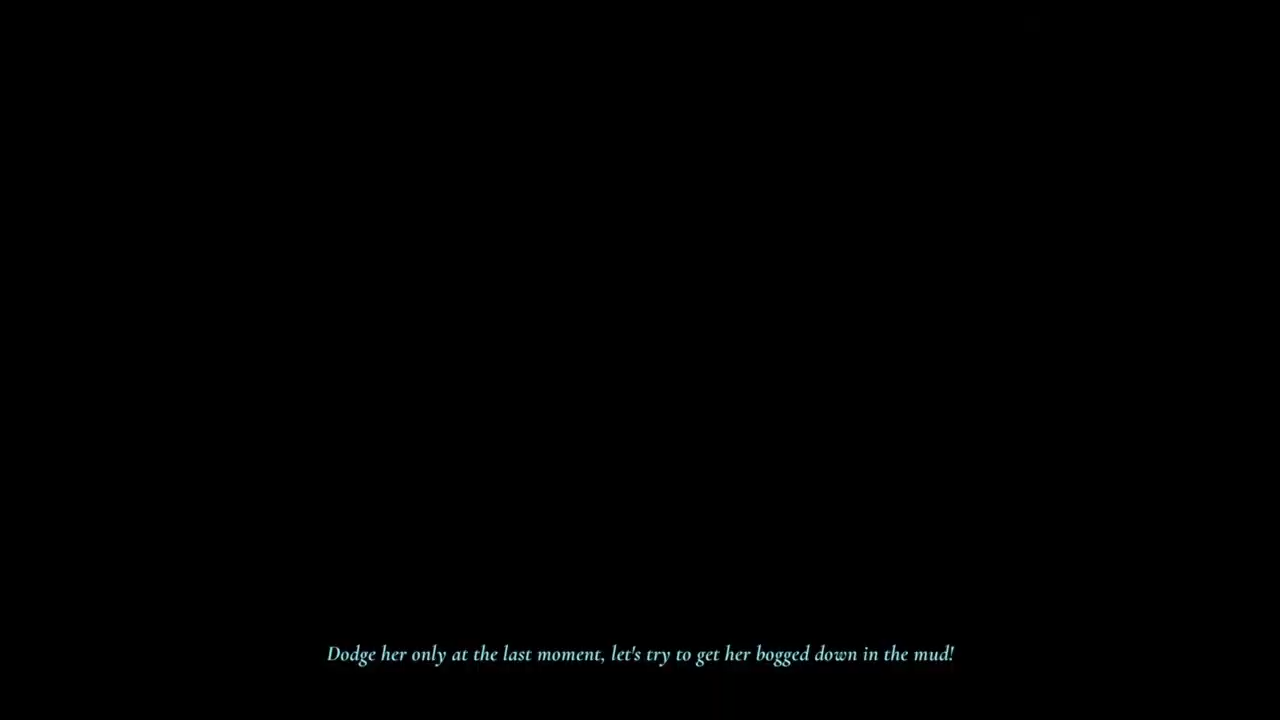 Dodge her only at the last moment, let's try to get her bogged down in the mud!